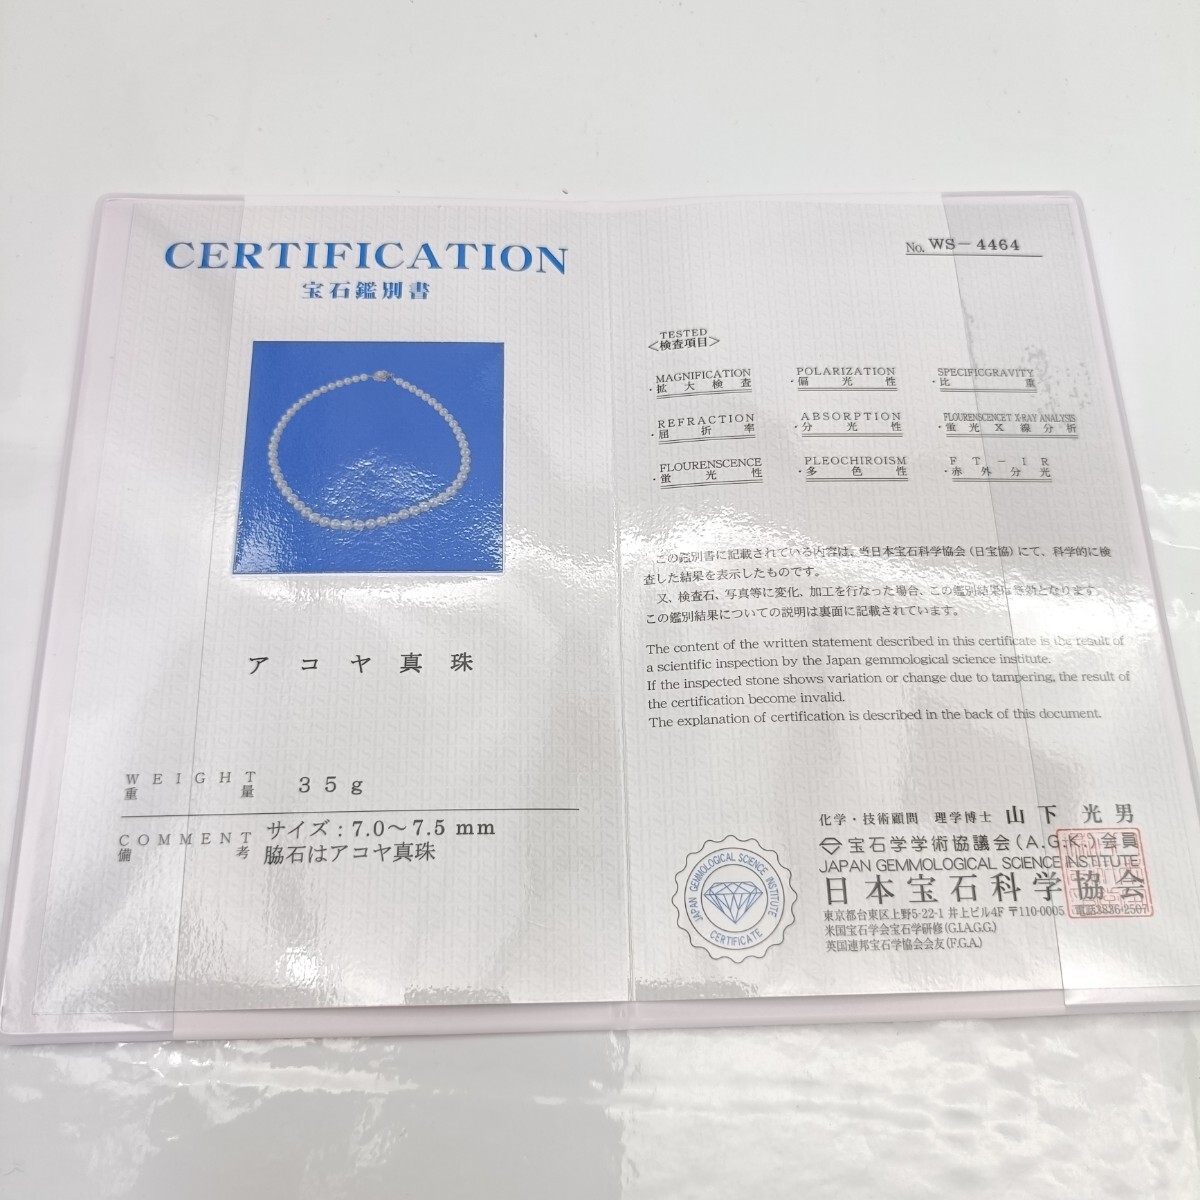 CERTIFICATION
宝石鑑別書
アコヤ真珠
WEIGHT
重量
35g
COMMENT
備考
サイズ:7.0～7.5 mm
脇石はアコヤ真珠
No. WS-4464
TESTED
<検査項目>
MAGNIFICATION
・拡大検査
POLARIZATION
・偏光性
SPECIFICGRAVITY
・比重
REFRACTION
・屈折率
ABSORPTION
・分光性
FLOURENSCENCET X-RAY ANALYSIS
・蛍光X線分析
FLOURENSCENCE
・蛍光性
PLEOCHIROISM
・多色性
FT-IR
・赤外分光
この鑑別書に記載されている内容は、当日本宝石科学協会(日宝協)にて、科学的に検
査した結果を表示したものです。
又、検査石、写真等に変化、加工を行なった場合、この鑑別結果は無効となります。
この鑑別結果についての説明は裏面に記載されています。
The content of the written statement described in this certificate is the result of
a scientific inspection by the Japan gemmological science institute.
If the inspected stone shows variation or change due to tampering, the result of
the certification become invalid.
The explanation of certification is described in the back of this document.
化学・技術顧問 理学博士 山下光男
宝石学学術協議会(A.G.K.)会員
JAPAN GEMMOLOGICAL SCIENCE INSTITUTE
日本宝石科学協会
東京都台東区上野5-22-1 井上ビル4F 〒110-0005 電話3836-2507
米国宝石学会宝石学研修(G.I.A.G.G.)
英国連邦宝石学協会会友(F.G.A.)
JAPAN GEMMOLOGICAL SCIENCE INSTITUTE
CERTIFICATE